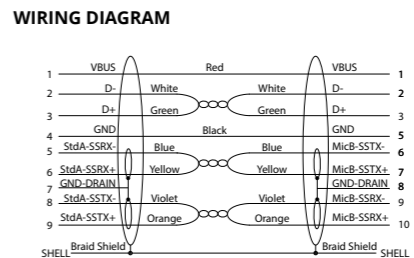 WIRING DIAGRAM
1 VBUS Red VBUS 1
2 D- White White D- 2
3 D+ Green Green D+ 3
4 GND Black GND 5
5 StdA-SSRX- Blue Blue MicB-SSTX- 6
6 StdA-SSRX+ Yellow Yellow MicB-SSTX+ 7
7 GND-DRAIN GND-DRAIN 8
8 StdA-SSTX- Violet Violet MicB-SSRX- 9
9 StdA-SSTX+ Orange Orange MicB-SSRX+ 10
SHELL Braid Shield Braid Shield SHELL